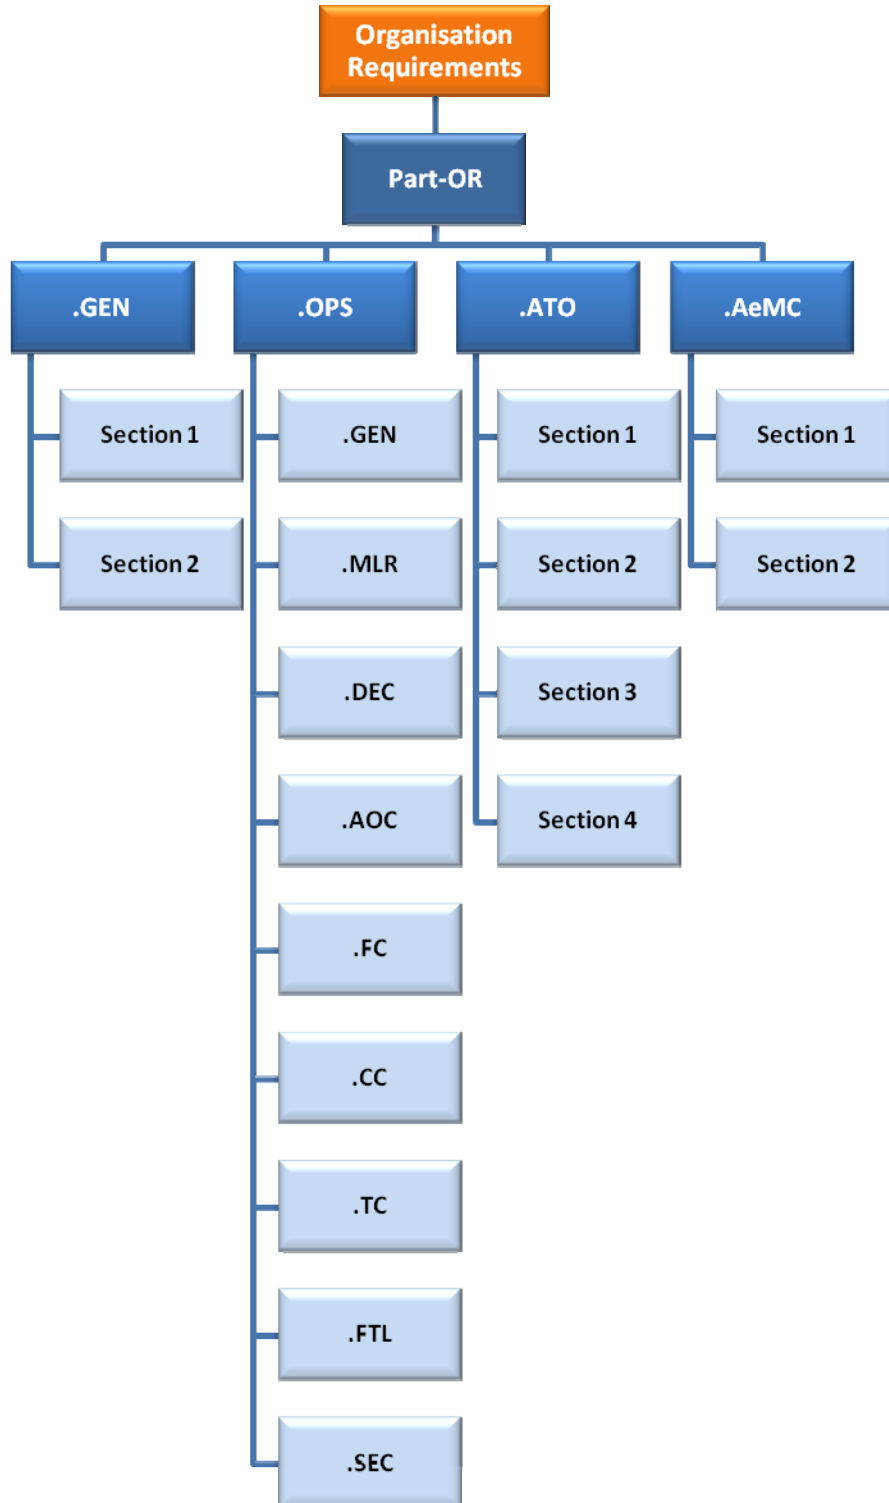 Organisation
Requirements
Part-OR
.GEN
.OPS
.ATO
.AeMC
Section 1
.GEN
Section 1
Section 1
Section 2
.MLR
Section 2
Section 2
.DEC
Section 3
.AOC
Section 4
.FC
.CC
.TC
.FTL
.SEC